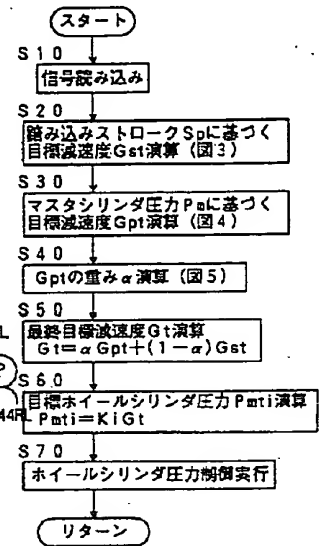 スタート
S10
信号読み込み
S20
踏み込みストロークSpに基づく
目標減速度Gst演算(図3)
S30
マスタシリンダ圧力Pmに基づく
目標減速度Gpt演算(図4)
S40
Gptの重みα演算(図5)
S50
最終目標減速度Gt演算
Gt=αGpt+(1-α)Gst
S60
目標ホイールシリンダ圧力Pmti演算
Pmti=KiGt
44RL
S70
ホイールシリンダ圧力制御実行
リターン